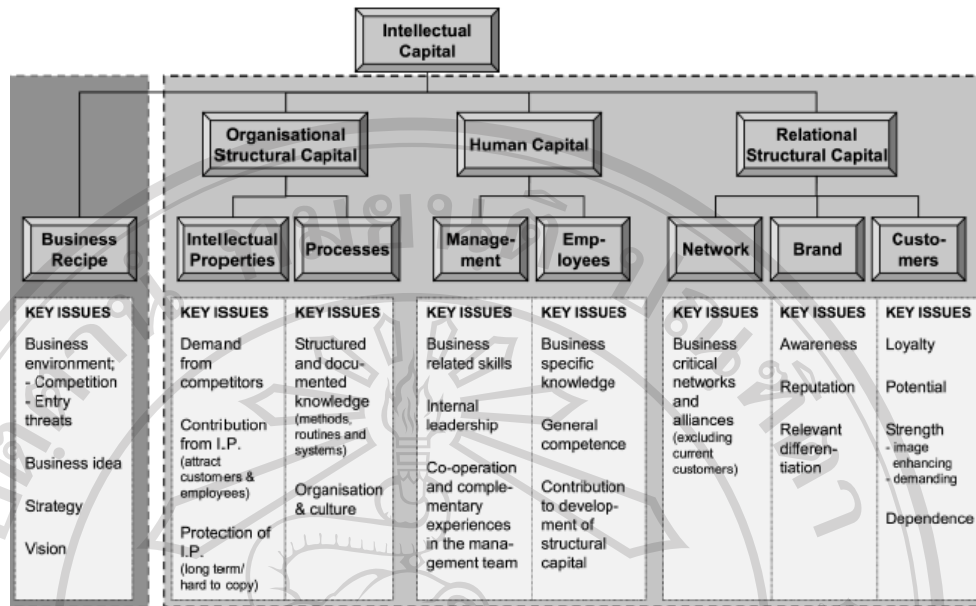 Intellectual
Capital
Organisational
Structural Capital
Human Capital
Relational
Structural Capital
Business
Recipe
Intellectual
Properties
Processes
Manage-
ment
Emp-
loyees
Network
Brand
Custo-
mers
KEY ISSUES
Business
environment;
- Competition
- Entry
threats
Business idea
Strategy
Vision
KEY ISSUES
Demand
from
competitors
Contribution
from I.P.
(attract
customers &
employees)
Protection of
I.P.
(long term/
hard to copy)
KEY ISSUES
Structured
and docu-
mented
knowledge
(methods,
routines and
systems)
Organisation
& culture
KEY ISSUES
Business
related skills
Internal
leadership
Co-operation
and comple-
mentary
experiences
in the mana-
gement team
KEY ISSUES
Business
specific
knowledge
General
competence
Contribution
to develop-
ment of
structural
capital
KEY ISSUES
Business
critical
networks
and
alliances
(excluding
current
customers)
KEY ISSUES
Awareness
Reputation
Relevant
differen-
tiation
KEY ISSUES
Loyalty
Potential
Strength
- image
enhancing
- demanding
Dependence